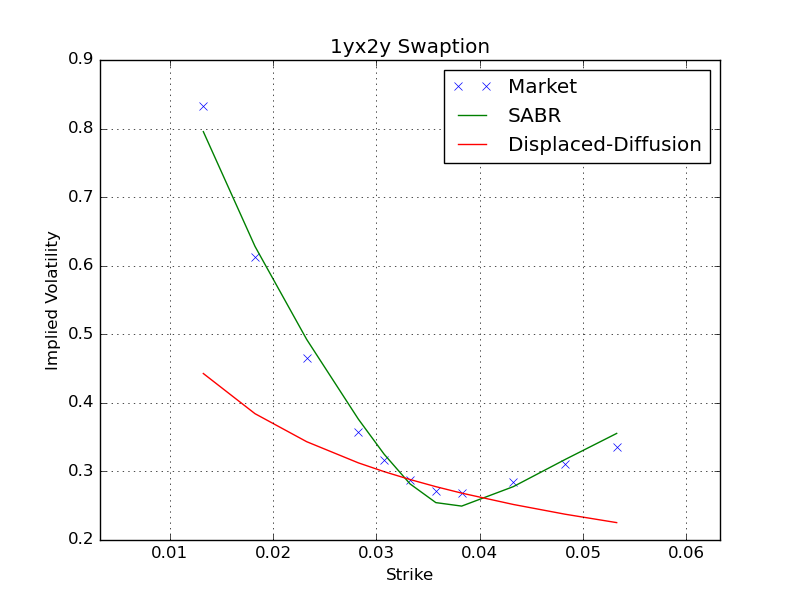 1yx2y Swaption
0.9
0.8
0.7
0.6
0.5
0.4
0.3
0.2
Implied Volatility
Market
SABR
Displaced-Diffusion
0.01 0.02 0.03 0.04 0.05 0.06
Strike